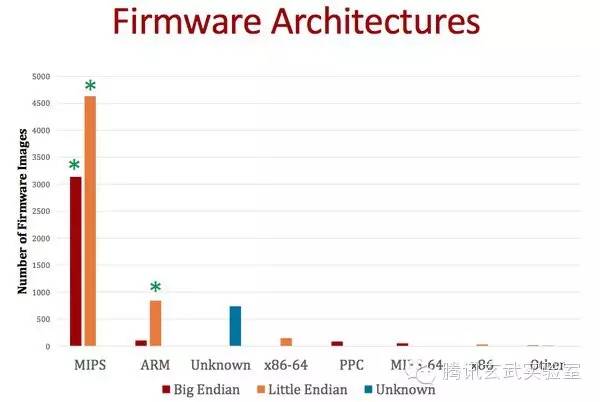 Firmware Architectures
Number of Firmware Images
5000
4500
4000
3500
3000
2500
2000
1500
1000
500
0
* * *
MIPS ARM Unknown x86-64 PPC MIPS-64 x86 Other
Big Endian Little Endian Unknown
腾讯玄武实验室